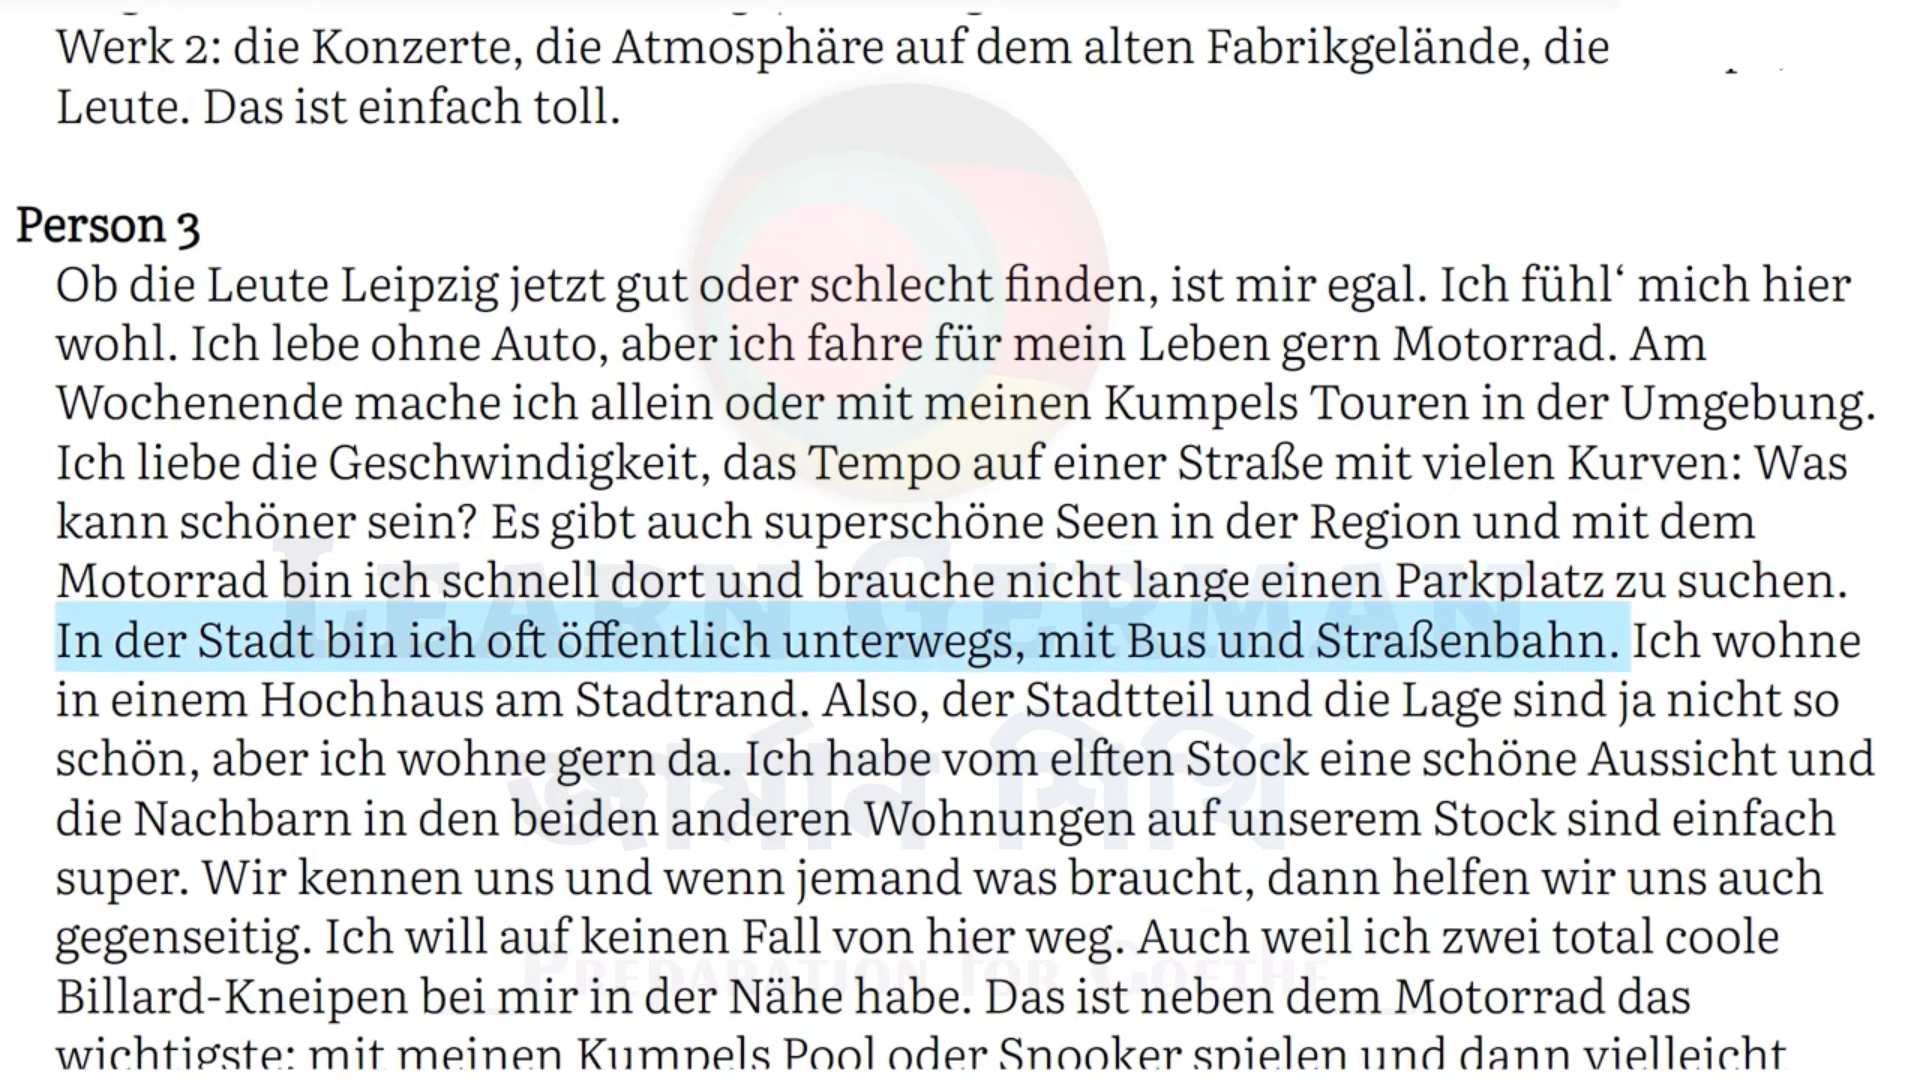 Werk 2: die Konzerte, die Atmosphäre auf dem alten Fabrikgelände, die
Leute. Das ist einfach toll.
Person 3
Ob die Leute Leipzig jetzt gut oder schlecht finden, ist mir egal. Ich fühl‘ mich hier
wohl. Ich lebe ohne Auto, aber ich fahre für mein Leben gern Motorrad. Am
Wochenende mache ich allein oder mit meinen Kumpels Touren in der Umgebung.
Ich liebe die Geschwindigkeit, das Tempo auf einer Straße mit vielen Kurven: Was
kann schöner sein? Es gibt auch superschöne Seen in der Region und mit dem
Motorrad bin ich schnell dort und brauche nicht lange einen Parkplatz zu suchen.
In der Stadt bin ich oft öffentlich unterwegs, mit Bus und Straßenbahn. Ich wohne
in einem Hochhaus am Stadtrand. Also, der Stadtteil und die Lage sind ja nicht so
schön, aber ich wohne gern da. Ich habe vom elften Stock eine schöne Aussicht und
die Nachbarn in den beiden anderen Wohnungen auf unserem Stock sind einfach
super. Wir kennen uns und wenn jemand was braucht, dann helfen wir uns auch
gegenseitig. Ich will auf keinen Fall von hier weg. Auch weil ich zwei total coole
Billard-Kneipen bei mir in der Nähe habe. Das ist neben dem Motorrad das
wichtigste: mit meinen Kumpels Pool oder Snooker spielen und dann vielleicht
LEARN GERMAN
জার্মান শিখি
PREPARATION FOR GOETHE